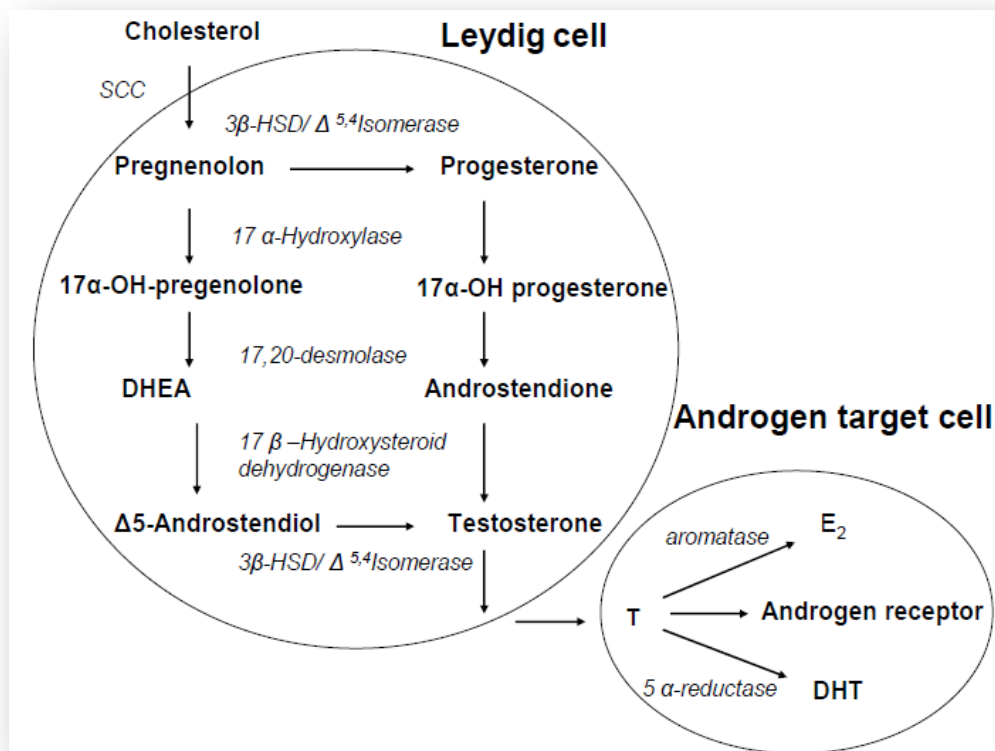 Cholesterol
Leydig cell
SCC
3β-HSD/ Δ 5,4Isomerase
Pregnenolon
Progesterone
17 α-Hydroxylase
17α-OH-pregenolone
17α-OH progesterone
17,20-desmolase
DHEA
Androstendione
Androgen target cell
17 β –Hydroxysteroid
dehydrogenase
Δ5-Androstendiol
Testosterone
3β-HSD/ Δ 5,4Isomerase
aromatase
E2
T
Androgen receptor
5 α-reductase
DHT